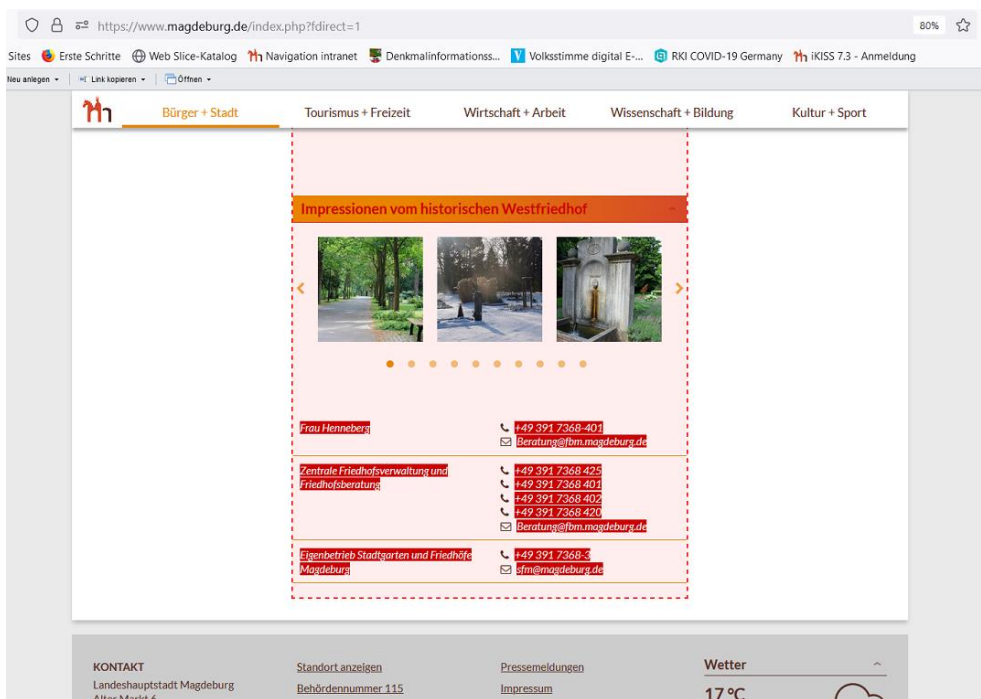 https://www.magdeburg.de/index.php?fdirect=1 80%
Sites Erste Schritte Web Slice-Katalog Navigation intranet Denkmalinformationss... Volksstimme digital E-... RKI COVID-19 Germany iKISS 7.3 - Anmeldung
Neu anlegen Link kopieren Öffnen
Bürger + Stadt Tourismus + Freizeit Wirtschaft + Arbeit Wissenschaft + Bildung Kultur + Sport
Impressionen vom historischen Westfriedhof
Frau Henneberg +49 391 7368-401
Beratung@fbm.magdeburg.de
Zentrale Friedhofsverwaltung und +49 391 7368 425
Friedhofsberatung +49 391 7368 401
+49 391 7368 402
+49 391 7368 420
Beratung@fbm.magdeburg.de
Eigenbetrieb Stadtgarten und Friedhöfe +49 391 7368-3
Magdeburg sfm@magdeburg.de
KONTAKT Standort anzeigen Pressemeldungen Wetter
Landeshauptstadt Magdeburg Behördennummer 115 Impressum 17 °C
Alter Markt 6